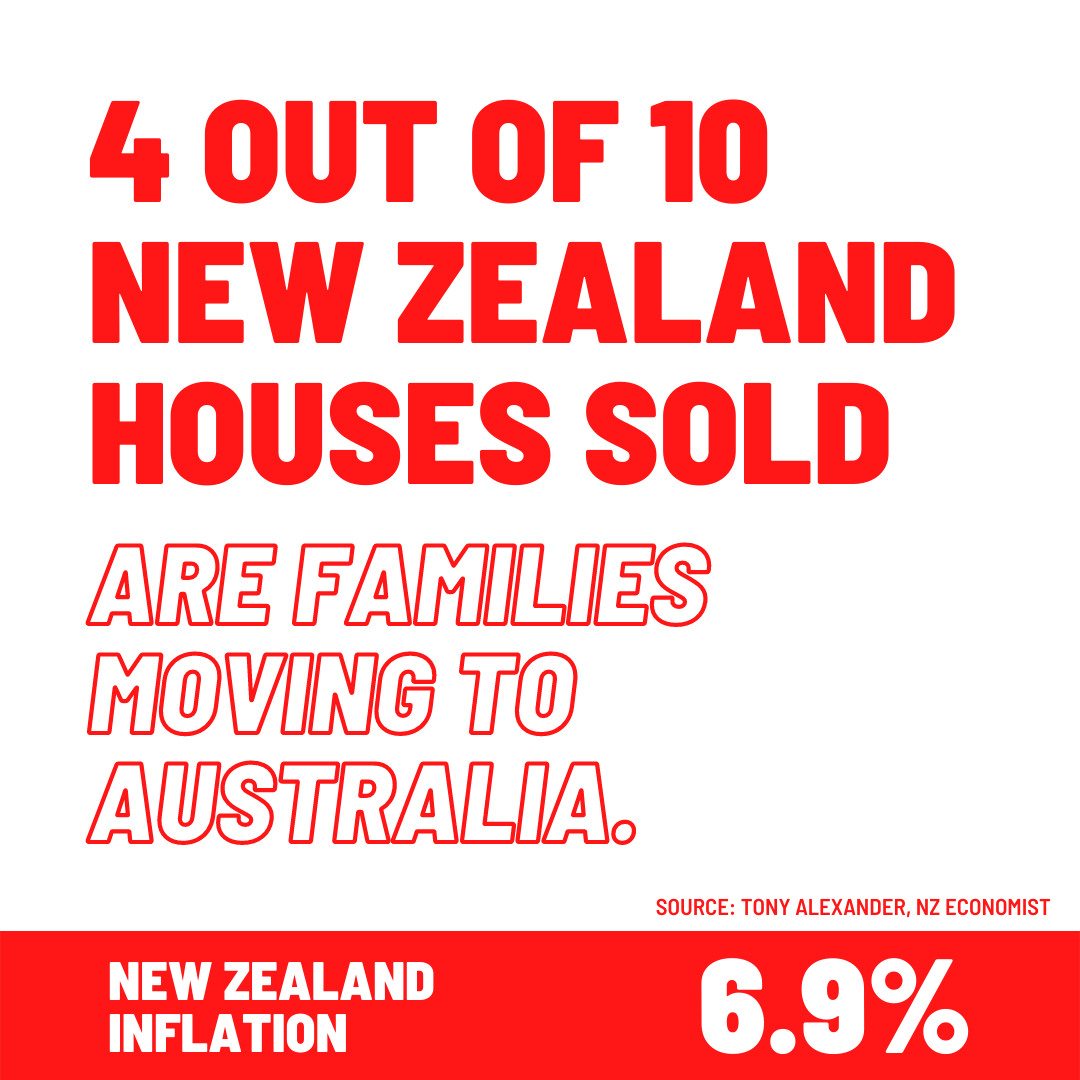 4 OUT OF 10
NEW ZEALAND
HOUSES SOLD
ARE FAMILIES
MOVING TO
AUSTRALIA.
SOURCE: TONY ALEXANDER, NZ ECONOMIST
NEW ZEALAND
INFLATION
6.9%